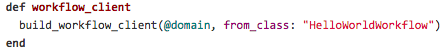 def workflow_client
  build_workflow_client(@domain, from_class: "HelloWorldWorkflow")
end